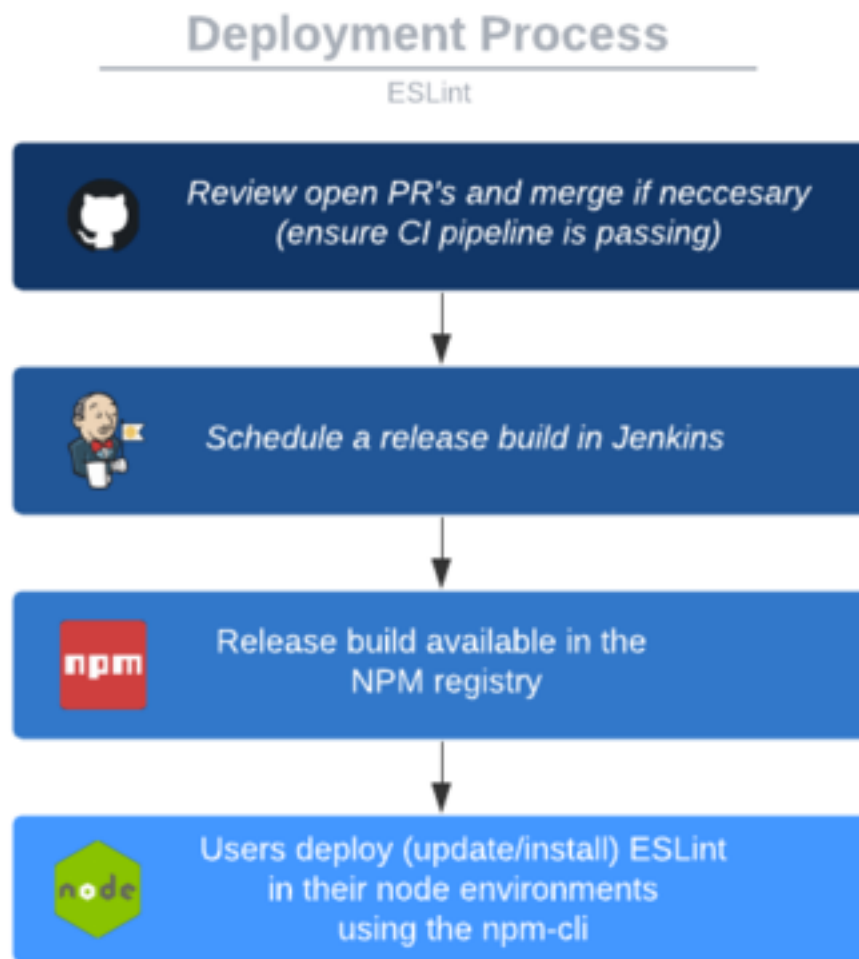 Deployment Process
ESLint
Review open PR's and merge if neccesary
(ensure CI pipeline is passing)
Schedule a release build in Jenkins
npm
Release build available in the
NPM registry
node
Users deploy (update/install) ESLint
in their node environments
using the npm-cli